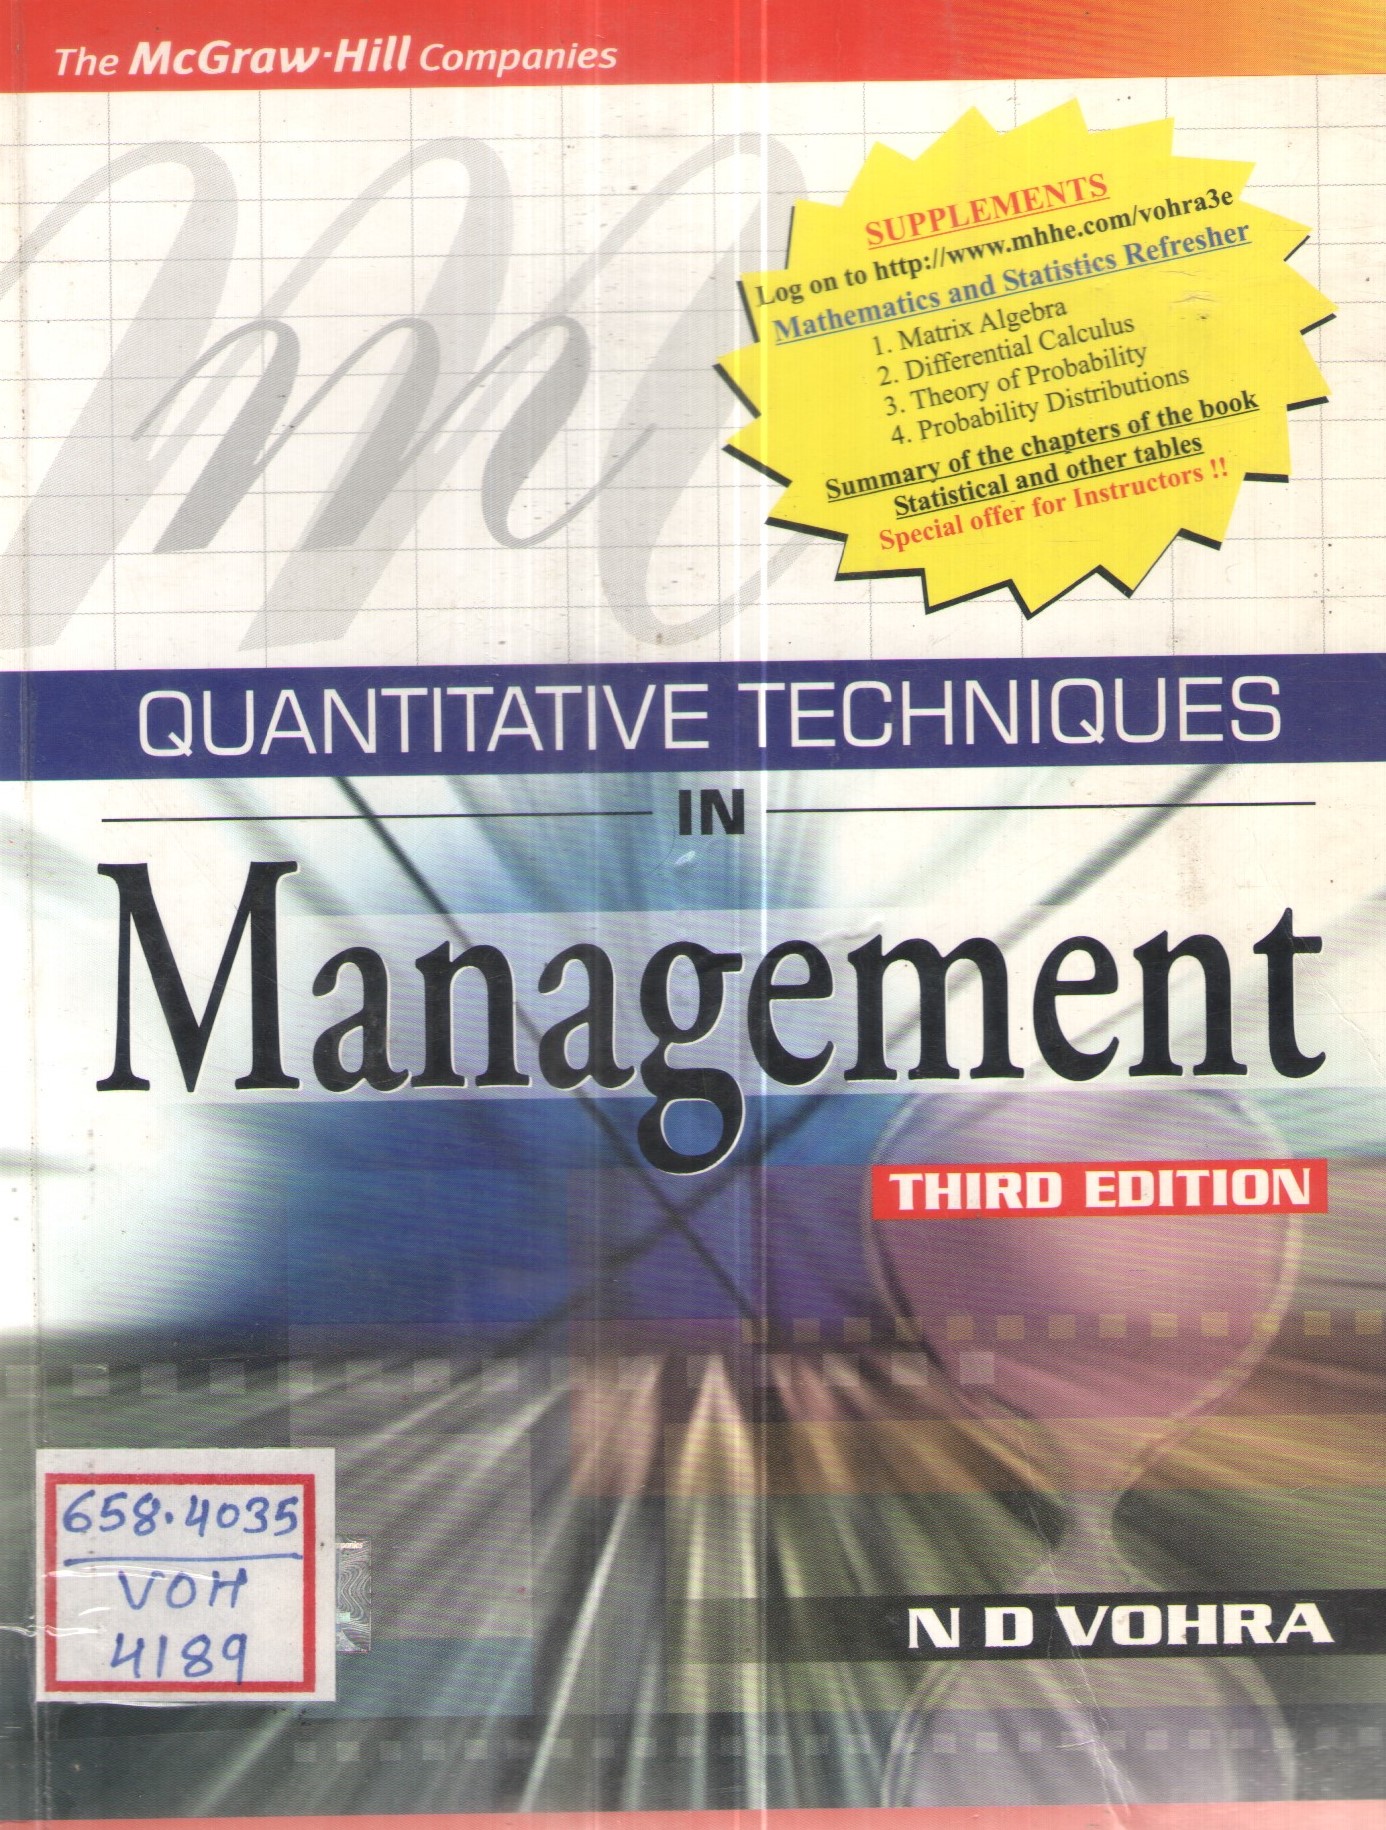 The McGraw-Hill Companies
SUPPLEMENTS
Log on to http://www.mhhe.com/vohra3e
Mathematics and Statistics Refresher
1. Matrix Algebra
2. Differential Calculus
3. Theory of Probability
4. Probability Distributions
Summary of the chapters of the book
Statistical and other tables
Special offer for Instructors !!
QUANTITATIVE TECHNIQUES
IN
Management
THIRD EDITION
658.4035
VOH
4189
N D VOHRA